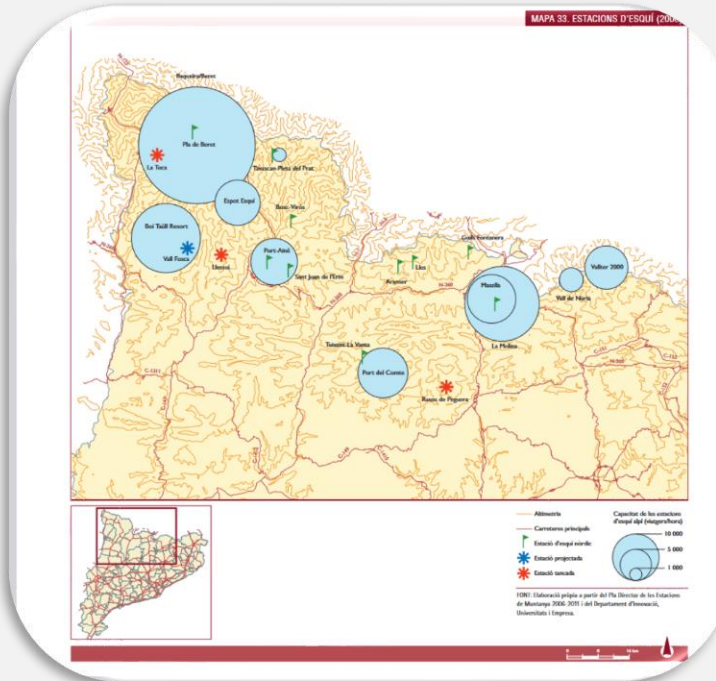 MAPA 33. ESTACIONS D'ESQUÍ (200
Baqueira/Beret
Pla de Beret
La Tuca
Tavascan-Pleta del Prat
Espot Esquí
Bosc-Virós
Boí Taüll Resort
Vall Fosca
Llessui
Port-Ainé
Sant Joan de l'Erm
Guils Fontanera
Lles
Aransa
Masella
La Molina
Vall de Núria
Vallter 2000
Tuixent-La Vansa
Port del Comte
Rasos de Peguera
N-260
N-260
N-260
C-16
Altimetria
Carreteres principals
Estació d'esquí nòrdic
Estació projectada
Estació tancada
Capacitat de les estacions
d'esquí alpí (viatgers/hora)
10 000
5 000
1 000
FONT: Elaboració pròpia a partir del Pla Director de les Estacions
de Muntanya 2006-2011 i del Departament d'Innovació,
Universitats i Empresa.